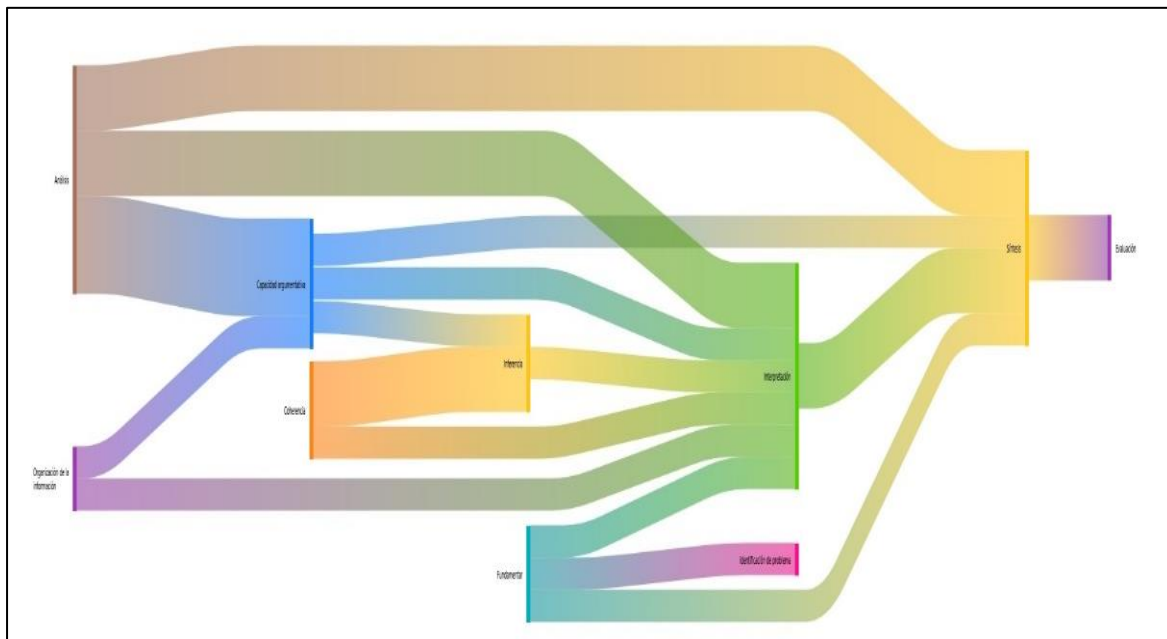 Análisis
Capacidad argumentativa
Síntesis
Evaluación
Inferencia
Interpretación
Coherencia
Organización de la
información
Identificación de problema
Fundamentar